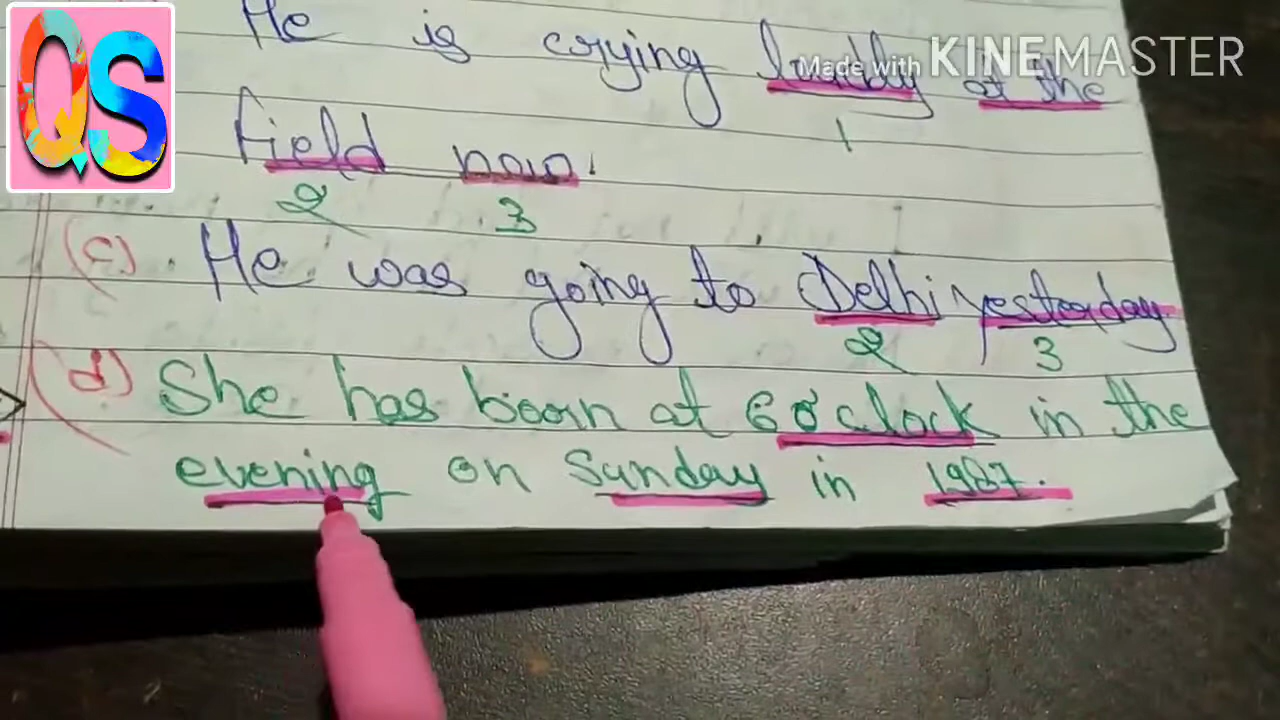 QS
Made with KINEMASTER
He is crying loudly at the
field now.
1
2 3
(c). He was going to Delhi yesterday
2 3
(d) She has born at 6 o'clock in the
evening on Sunday in 1987.